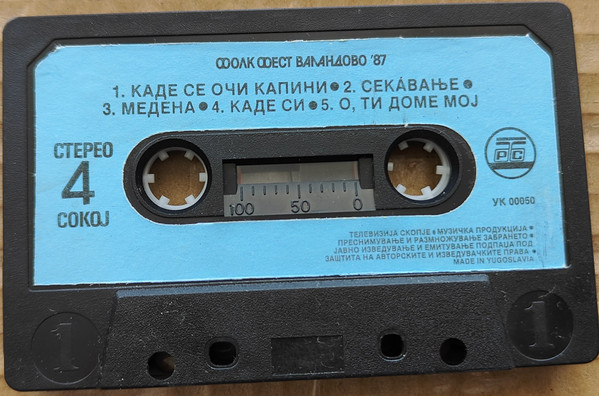 ФОЛК ФЕСТ ВАЛАНДОВО '87
1. КАДЕ СЕ ОЧИ КАПИНИ • 2. СЕКАВАЊЕ •
3. МЕДЕНА • 4. КАДЕ СИ • 5. О, ТИ ДОМЕ МОЈ
СТЕРЕО
4
СОКОЈ
РТС
УК 00050
100 50 0
ТЕЛЕВИЗИЈА СКОПЈЕ • МУЗИЧКА ПРОДУКЦИЈА •
ПРЕСНИМУВАЊЕ И РАЗМНОЖУВАЊЕ ЗАБРАНЕТО •
ЈАВНО ИЗВЕДУВАЊЕ И ЕМИТУВАЊЕ ПОДПАЃА ПОД
ЗАШТИТА НА АВТОРСКИТЕ И ИЗВЕДУВАЧКИТЕ ПРАВА •
MADE IN YUGOSLAVIA
1
1